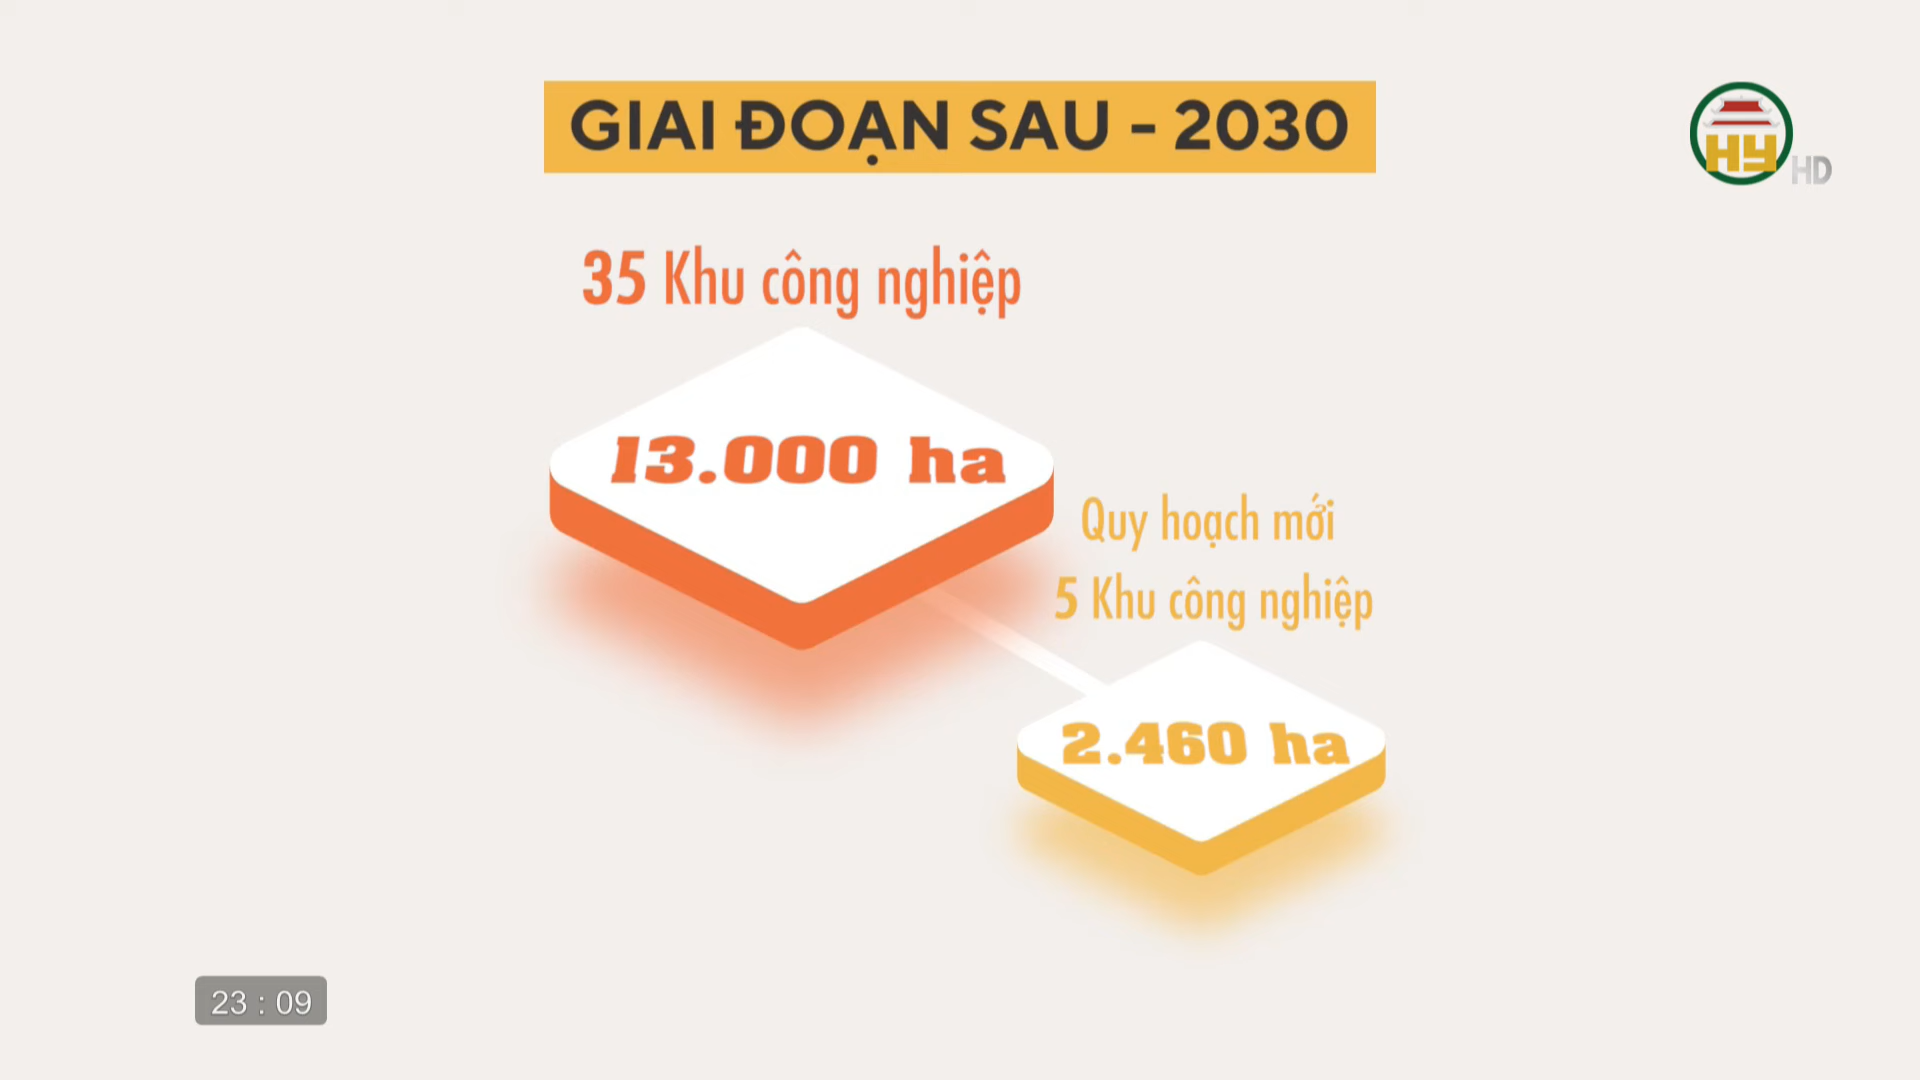 GIAI ĐOẠN SAU - 2030
HY HD
35 Khu công nghiệp
13.000 ha
Quy hoạch mới
5 Khu công nghiệp
2.460 ha
23 : 09